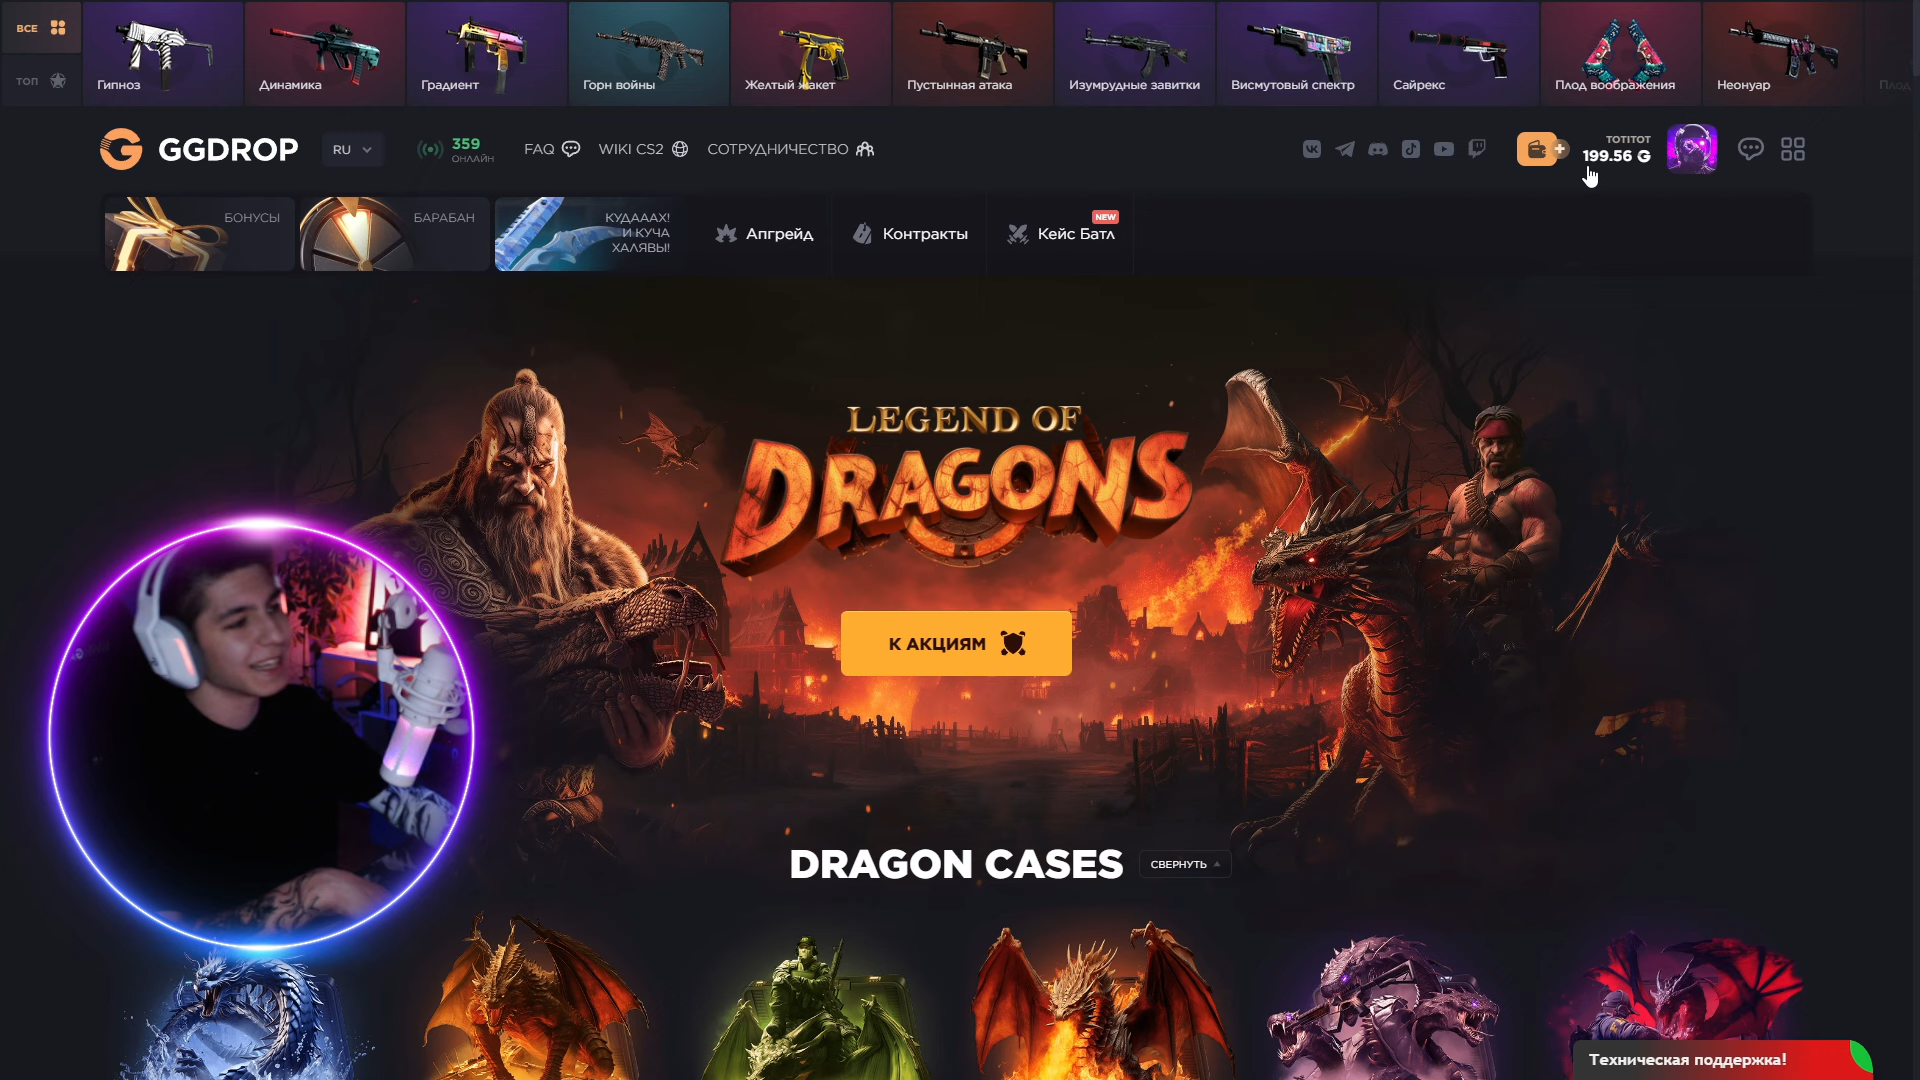 ВСЕ
ТОП
Гипноз
Динамика
Градиент
Горн войны
Желтый жакет
Пустынная атака
Изумрудные завитки
Висмутовый спектр
Сайрекс
Плод воображения
Неонуар
Плод
GGDROP
RU
359
ОНЛАЙН
FAQ
WIKI CS2
СОТРУДНИЧЕСТВО
TOTITOT
199.56 G
БОНУСЫ
БАРАБАН
КУДАААХ!
И КУЧА
ХАЛЯВЫ!
Апгрейд
Контракты
Кейс Батл
NEW
LEGEND OF
DRAGONS
К АКЦИЯМ
DRAGON CASES
СВЕРНУТЬ
Техническая поддержка!